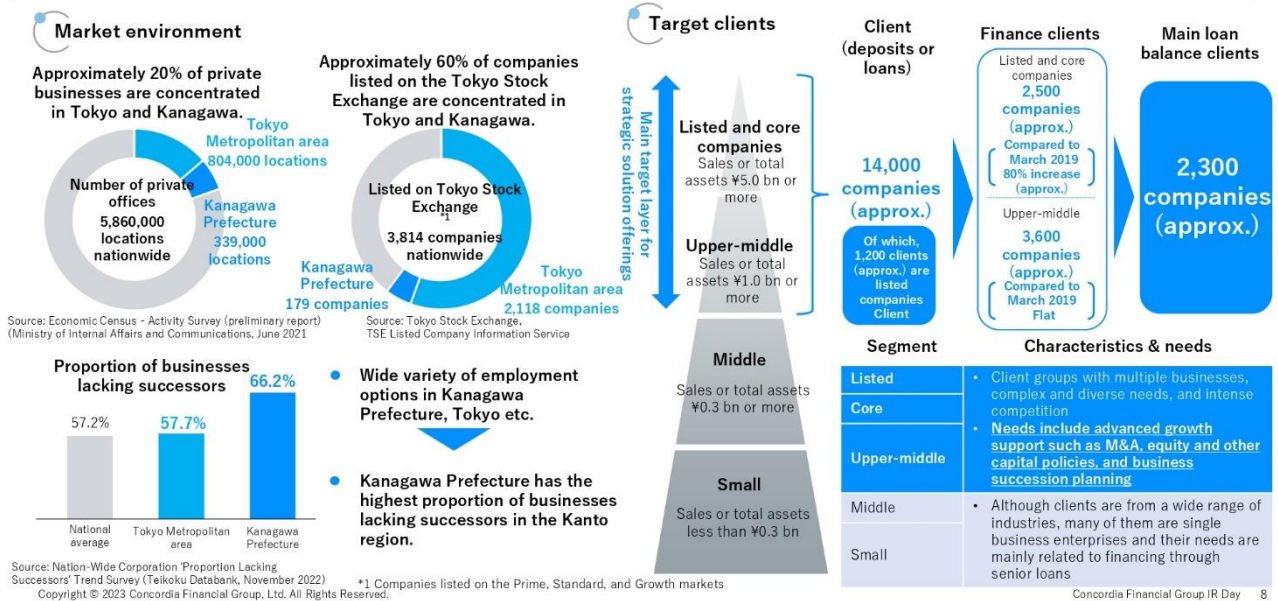 Market environment
Approximately 20% of private
businesses are concentrated
in Tokyo and Kanagawa.
Tokyo
Metropolitan area
804,000 locations
Number of private
offices
5,860,000
locations
nationwide
Kanagawa
Prefecture
339,000
locations
Source: Economic Census - Activity Survey (preliminary report)
(Ministry of Internal Affairs and Communications, June 2021
Approximately 60% of companies
listed on the Tokyo Stock
Exchange are concentrated in
Tokyo and Kanagawa.
Listed on Tokyo Stock
Exchange
*1
3,814 companies
nationwide
Kanagawa
Prefecture
179 companies
Tokyo
Metropolitan area
2,118 companies
Source: Tokyo Stock Exchange,
TSE Listed Company Information Service
Proportion of businesses
lacking successors
57.2%
57.7%
66.2%
National
average
Tokyo Metropolitan
area
Kanagawa
Prefecture
Source: Nation-Wide Corporation 'Proportion Lacking
Successors' Trend Survey (Teikoku Databank, November 2022)
• Wide variety of employment
options in Kanagawa
Prefecture, Tokyo etc.
• Kanagawa Prefecture has the
highest proportion of businesses
lacking successors in the Kanto
region.
*1 Companies listed on the Prime, Standard, and Growth markets
Target clients
Main target layer for
strategic solution offerings
Listed and core
companies
Sales or total
assets ¥5.0 bn or
more
Upper-middle
Sales or total
assets ¥1.0 bn or
more
Middle
Sales or total assets
¥0.3 bn or more
Small
Sales or total assets
less than ¥0.3 bn
Client
(deposits or
loans)
14,000
companies
(approx.)
Of which,
1,200 clients
(approx.) are
listed
companies
Client
Finance clients
Listed and core
companies
2,500
companies
(approx.)
Compared to
March 2019
80% increase
(approx.)
Upper-middle
3,600
companies
(approx.)
Compared to
March 2019
Flat
Main loan
balance clients
2,300
companies
(approx.)
Segment
Characteristics & needs
Listed
Core
Upper-middle
• Client groups with multiple businesses,
complex and diverse needs, and intense
competition
• Needs include advanced growth
support such as M&A, equity and other
capital policies, and business
succession planning
Middle
Small
• Although clients are from a wide range of
industries, many of them are single
business enterprises and their needs are
mainly related to financing through
senior loans
Copyright © 2023 Concordia Financial Group, Ltd. All Rights Reserved.
Concordia Financial Group IR Day 8